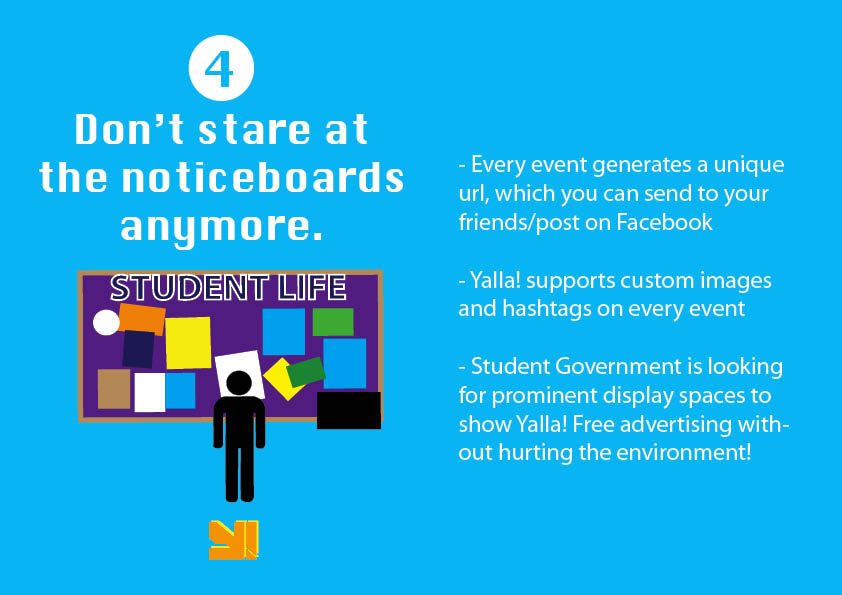 4
Don't stare at
the noticeboards
anymore.
STUDENT LIFE
- Every event generates a unique
url, which you can send to your
friends/post on Facebook
- Yalla! supports custom images
and hashtags on every event
- Student Government is looking
for prominent display spaces to
show Yalla! Free advertising with-
out hurting the environment!